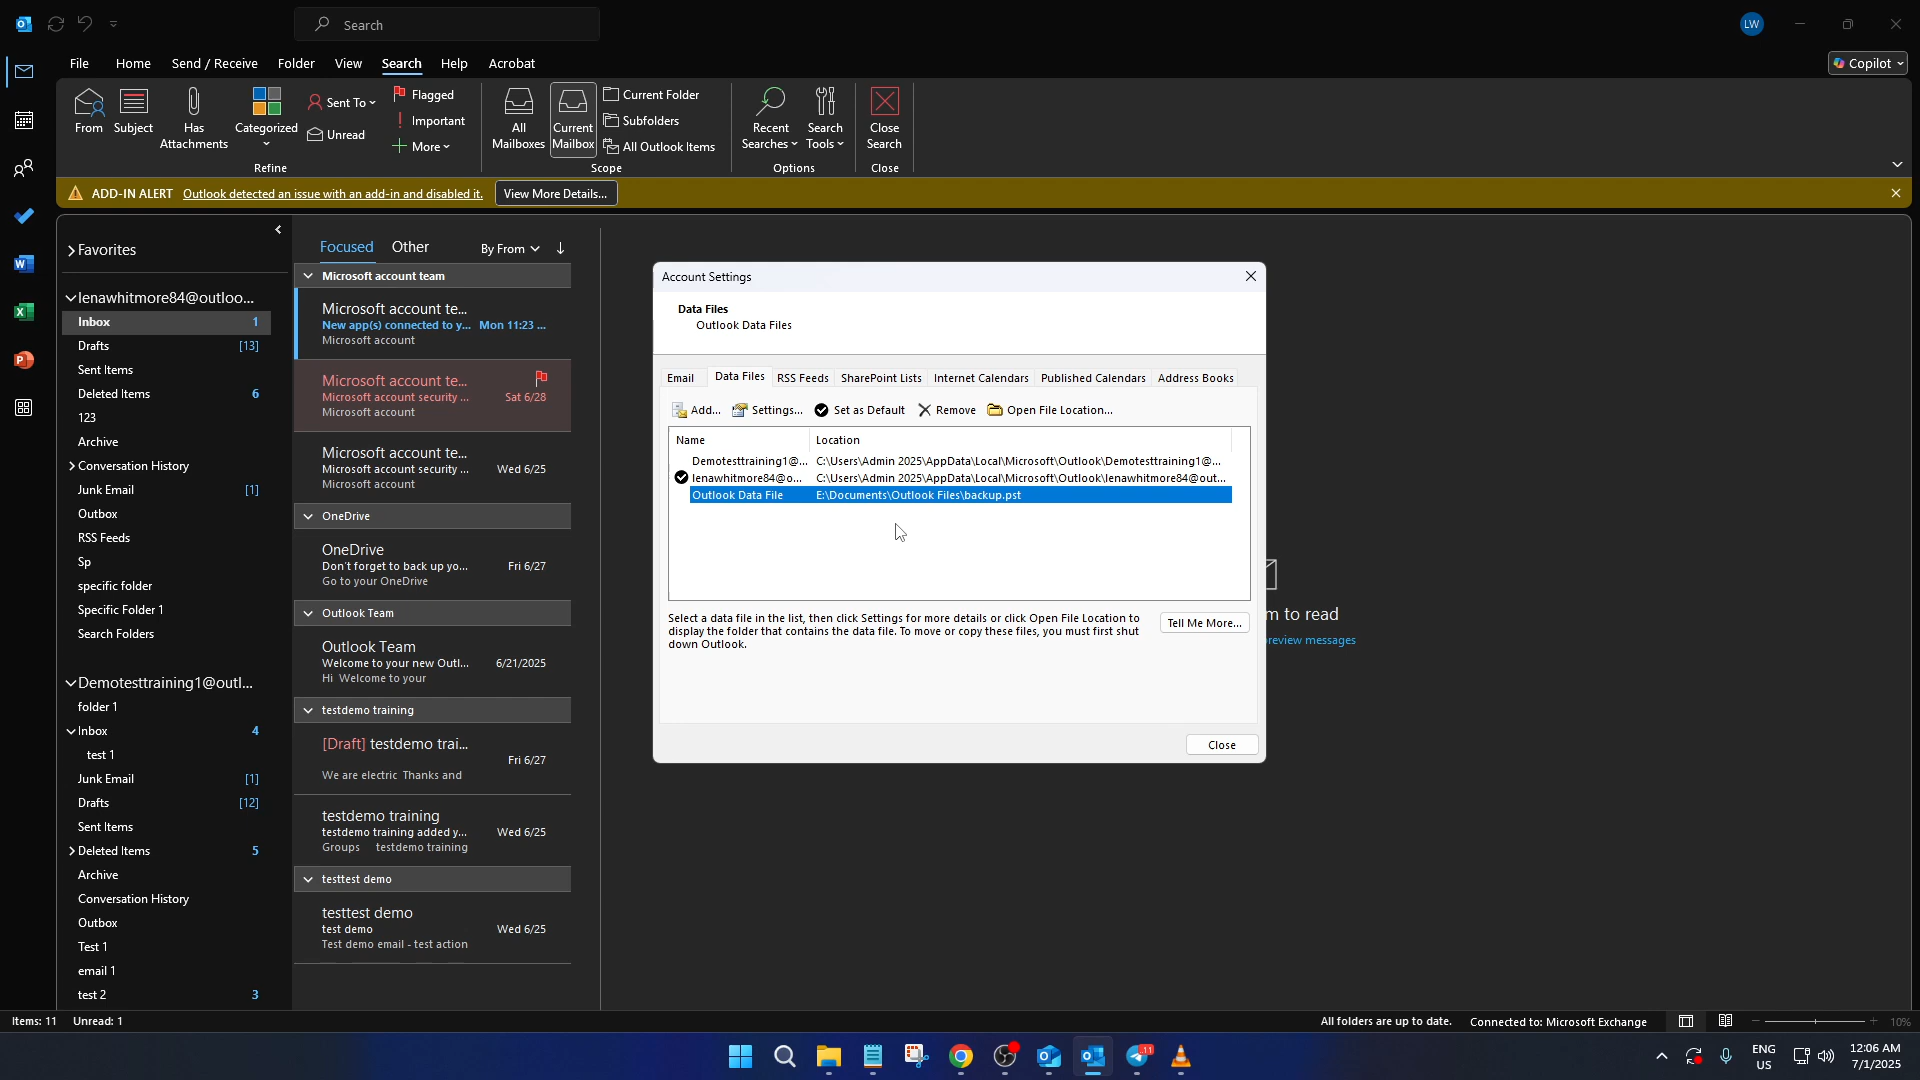 Search
LW
File
Home
Send / Receive
Folder
View
Search
Help
Acrobat
Copilot
From
Subject
Has
Attachments
Categorized
Sent To
Unread
Flagged
Important
More
Refine
All
Mailboxes
Current
Mailbox
Current Folder
Subfolders
All Outlook Items
Scope
Recent
Searches
Search
Tools
Options
Close
Search
Close
ADD-IN ALERT Outlook detected an issue with an add-in and disabled it. View More Details...
Favorites
lenawhitmore84@outloo...
Inbox 1
Drafts [13]
Sent Items
Deleted Items 6
123
Archive
Conversation History
Junk Email [1]
Outbox
RSS Feeds
Sp
specific folder
Specific Folder 1
Search Folders
Demotesttraining1@outl...
folder 1
Inbox 4
test 1
Junk Email [1]
Drafts [12]
Sent Items
Deleted Items 5
Archive
Conversation History
Outbox
Test 1
email 1
test 2 3
Focused Other By From
Microsoft account team
Microsoft account te...
New app(s) connected to y... Mon 11:23 ...
Microsoft account
Microsoft account te...
Microsoft account security ... Sat 6/28
Microsoft account
Microsoft account te...
Microsoft account security ... Wed 6/25
Microsoft account
OneDrive
OneDrive
Don't forget to back up yo... Fri 6/27
Go to your OneDrive
Outlook Team
Outlook Team
Welcome to your new Outl... 6/21/2025
Hi Welcome to your
testdemo training
[Draft] testdemo trai...
Fri 6/27
We are electric Thanks and
testdemo training
testdemo training added y... Wed 6/25
Groups testdemo training
testtest demo
testtest demo
test demo Wed 6/25
Test demo email - test action
Account Settings
Data Files
Outlook Data Files
Email Data Files RSS Feeds SharePoint Lists Internet Calendars Published Calendars Address Books
Add... Settings... Set as Default Remove Open File Location...
Name Location
Demotesttraining1@... C:\Users\Admin 2025\AppData\Local\Microsoft\Outlook\Demotesttraining1@...
lenawhitmore84@o... C:\Users\Admin 2025\AppData\Local\Microsoft\Outlook\lenawhitmore84@out...
Outlook Data File E:\Documents\Outlook Files\backup.pst
Select a data file in the list, then click Settings for more details or click Open File Location to
display the folder that contains the data file. To move or copy these files, you must first shut
down Outlook.
Tell Me More...
Close
m to read
review messages
Items: 11 Unread: 1
All folders are up to date. Connected to: Microsoft Exchange
10%
11
ENG
US
12:06 AM
7/1/2025